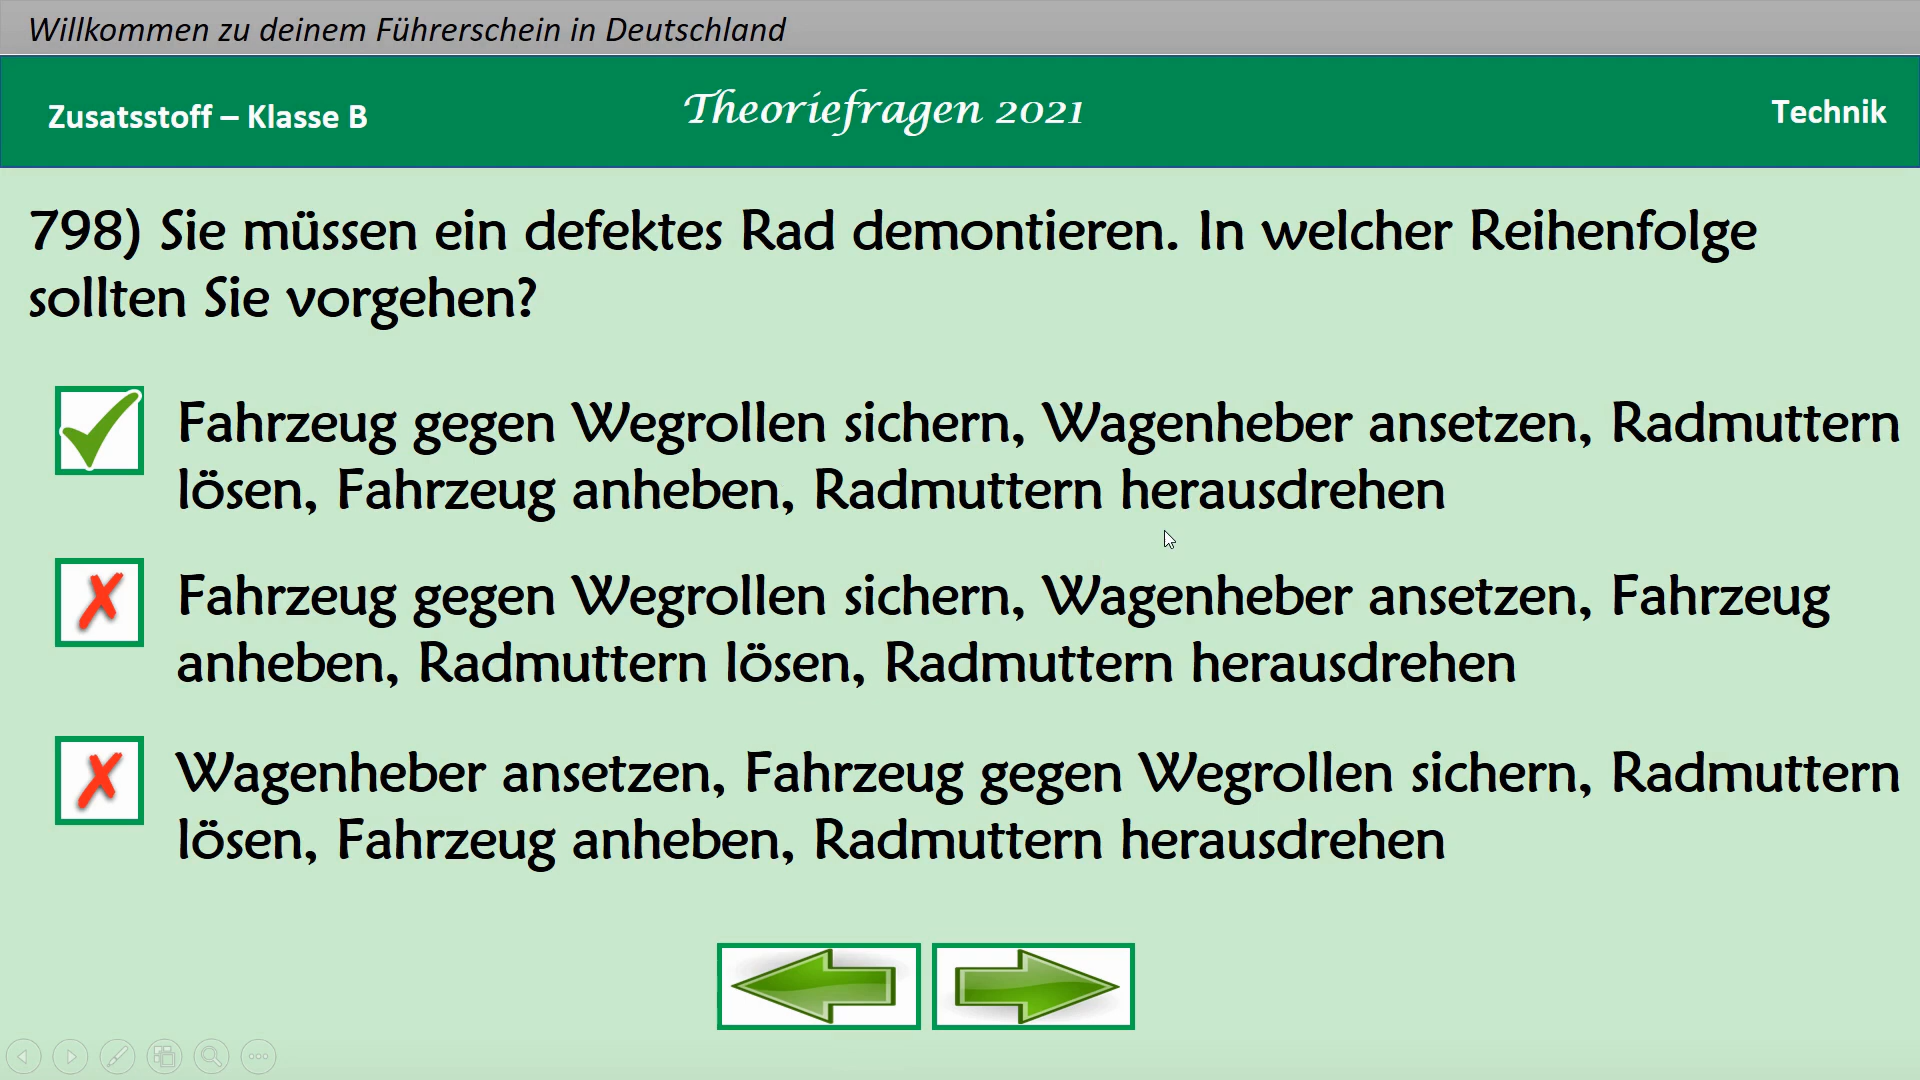 Willkommen zu deinem Führerschein in Deutschland
Zusatsstoff – Klasse B
Theoriefragen 2021
Technik
798) Sie müssen ein defektes Rad demontieren. In welcher Reihenfolge
sollten Sie vorgehen?
Fahrzeug gegen Wegrollen sichern, Wagenheber ansetzen, Radmuttern
lösen, Fahrzeug anheben, Radmuttern herausdrehen
Fahrzeug gegen Wegrollen sichern, Wagenheber ansetzen, Fahrzeug
anheben, Radmuttern lösen, Radmuttern herausdrehen
Wagenheber ansetzen, Fahrzeug gegen Wegrollen sichern, Radmuttern
lösen, Fahrzeug anheben, Radmuttern herausdrehen